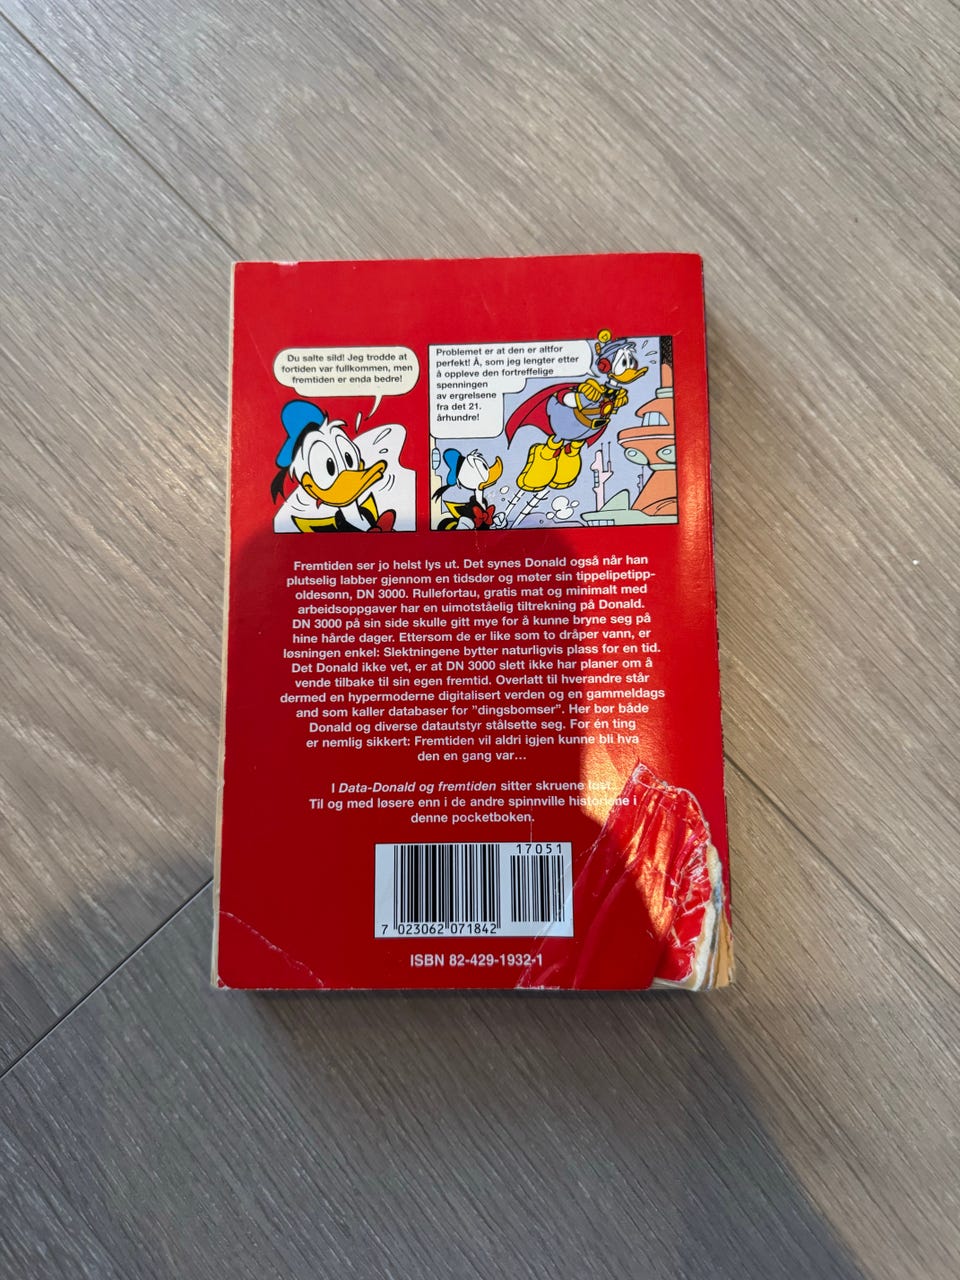 Du salte sild! Jeg trodde at
fortiden var fullkommen, men
fremtiden er enda bedre!
Problemet er at den er altfor
perfekt! Å, som jeg lengter etter
å oppleve den fortreffelige
spenningen
av ergrelsene
fra det 21.
århundre!
Fremtiden ser jo helst lys ut. Det synes Donald også når han
plutselig labber gjennom en tidsdør og møter sin tippelipetipp-
oldesønn, DN 3000. Rullefortau, gratis mat og minimalt med
arbeidsoppgaver har en uimotståelig tiltrekning på Donald.
DN 3000 på sin side skulle gitt mye for å kunne bryne seg på
hine hårde dager. Ettersom de er like som to dråper vann, er
løsningen enkel: Slektningene bytter naturligvis plass for en tid.
Det Donald ikke vet, er at DN 3000 slett ikke har planer om å
vende tilbake til sin egen fremtid. Overlatt til hverandre står
dermed en hypermoderne digitalisert verden og en gammeldags
and som kaller databaser for "dingsbomser". Her bør både
Donald og diverse datautstyr stålsette seg. For én ting
er nemlig sikkert: Fremtiden vil aldri igjen kunne bli hva
den en gang var...
I Data-Donald og fremtiden sitter skruene løst...
Til og med løsere enn i de andre spinnville historiene i
denne pocketboken.
17051
7 023062 071842
ISBN 82-429-1932-1